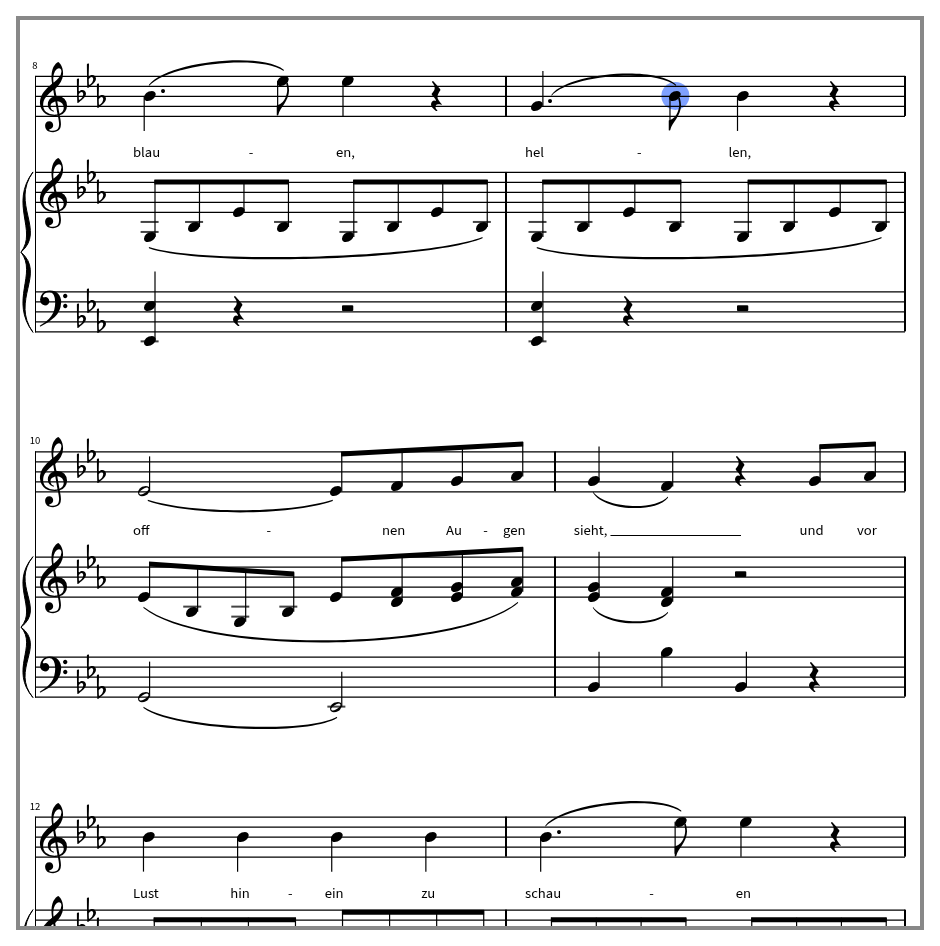 8
blau - en, hel - len,
10
off - nen Au - gen sieht, und vor
12
Lust hin - ein zu schau - en